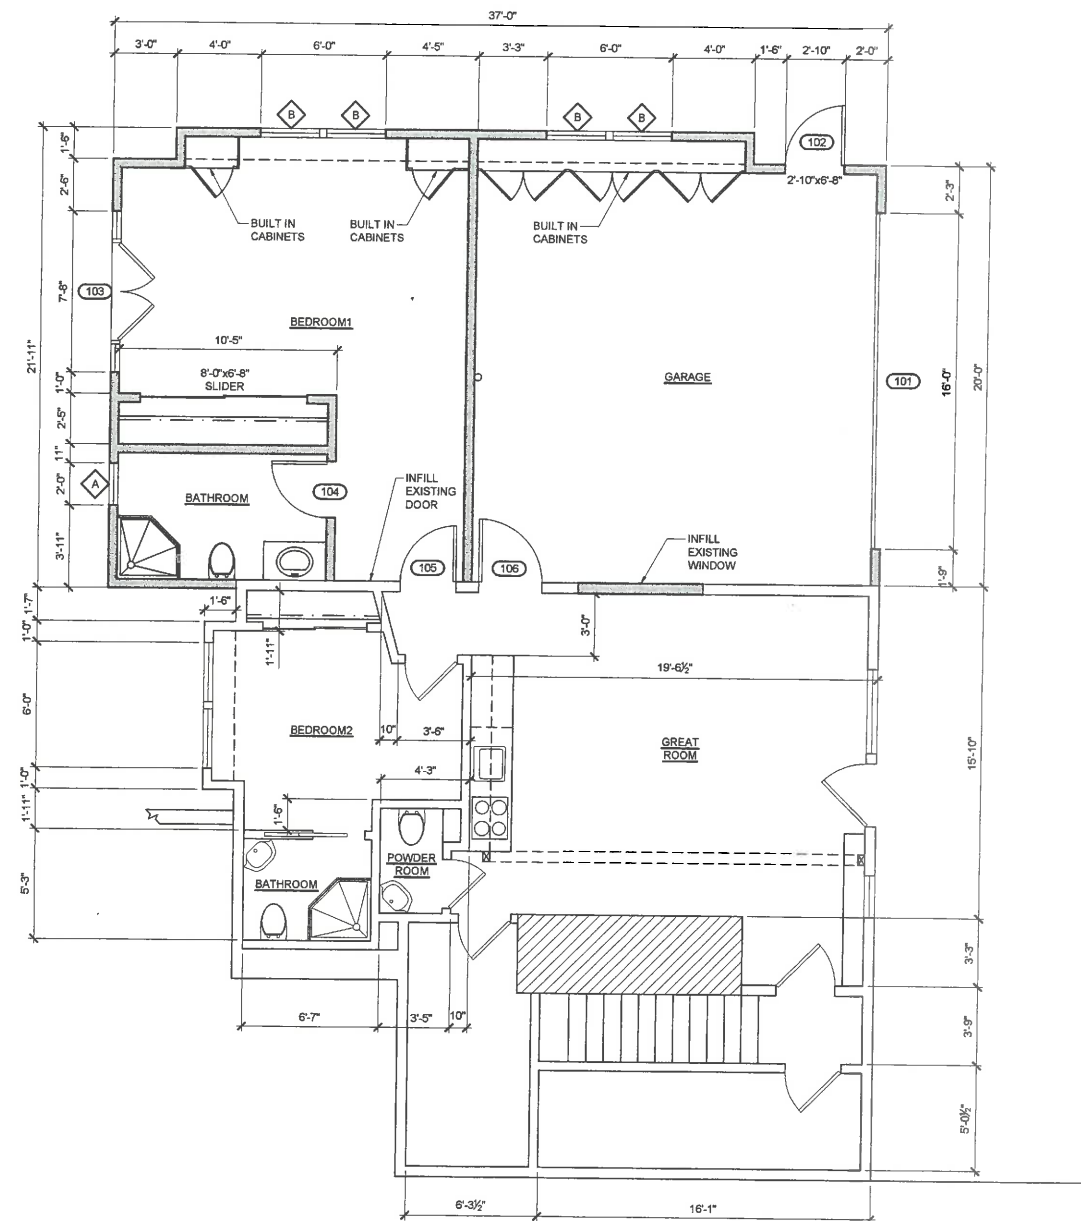 37'-0"
3'-0"
4'-0"
6'-0"
4'-5"
3'-3"
6'-0"
4'-0"
1'-6"
2'-10"
2'-0"
B
B
B
B
102
2'-10"x6'-8"
1'-6"
2'-6"
7'-8"
21'-11"
1'-0"
2'-5"
11"
2'-0"
3'-11"
BUILT IN
CABINETS
BUILT IN
CABINETS
BUILT IN
CABINETS
2'-3"
103
BEDROOM1
10'-5"
8'-0"x6'-8"
SLIDER
GARAGE
101
16'-0"
20'-0"
A
BATHROOM
104
INFILL
EXISTING
DOOR
105
106
INFILL
EXISTING
WINDOW
1'-9"
1'-7"
1'-6"
1'-0"
1'-11"
3'-0"
19'-6½"
6'-0"
BEDROOM2
10"
3'-6"
GREAT
ROOM
15'-10"
4'-3"
1'-0"
1'-11"
1'-6"
POWDER
ROOM
BATHROOM
5'-3"
3'-3"
6'-7"
3'-5"
10"
3'-9"
5'-0½"
6'-3½"
16'-1"